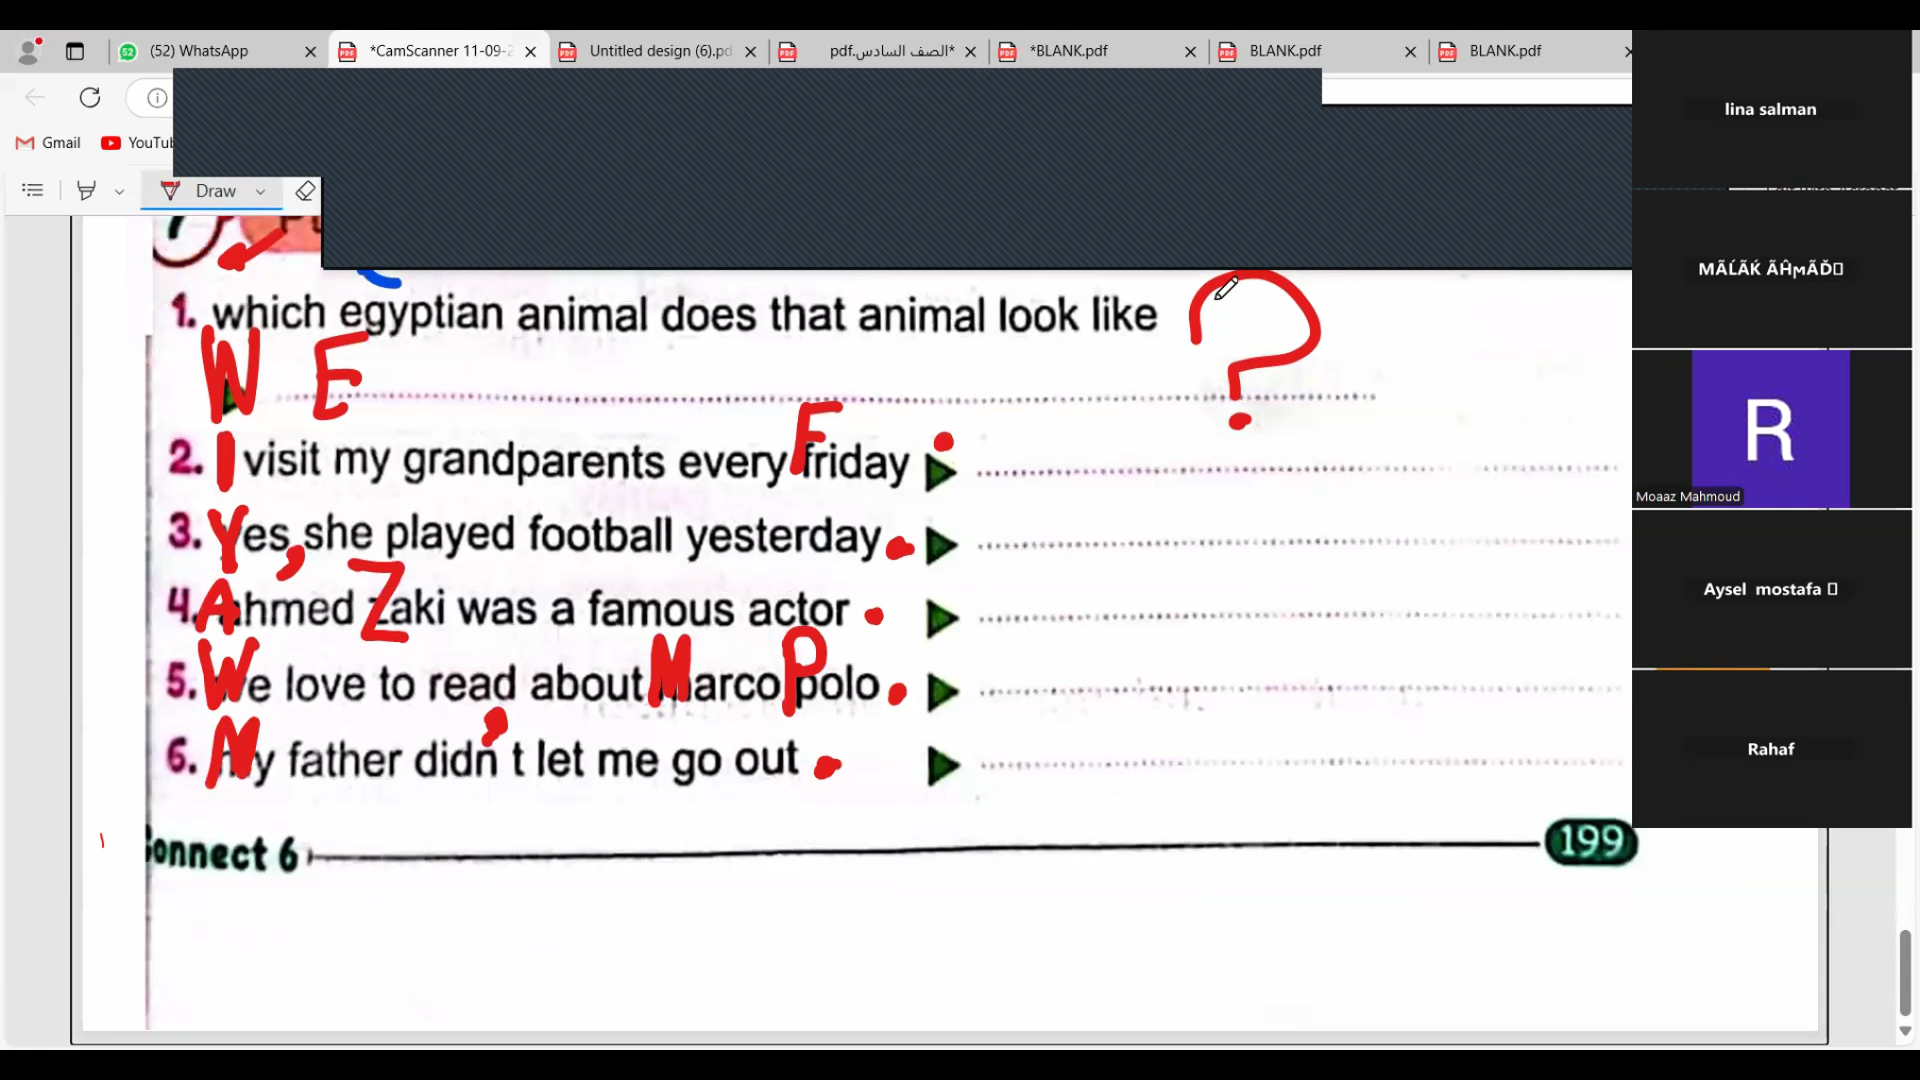 (52) WhatsApp
*CamScanner 11-09-2
Untitled design (6).pd
الصف السادس.pdf*
*BLANK.pdf
BLANK.pdf
BLANK.pdf
Gmail
YouTub
Draw
1. which egyptian animal does that animal look like ?
W E
2. I visit my grandparents every Friday .
3. Yes, she played football yesterday .
4. Ahmed Zaki was a famous actor .
5. We love to read about Marco Polo .
6. My father didn't let me go out .
onnect 6
199
lina salman
MÃĹÃḰ ÃĤϻÃĎ
R
Moaaz Mahmoud
Aysel mostafa
Rahaf